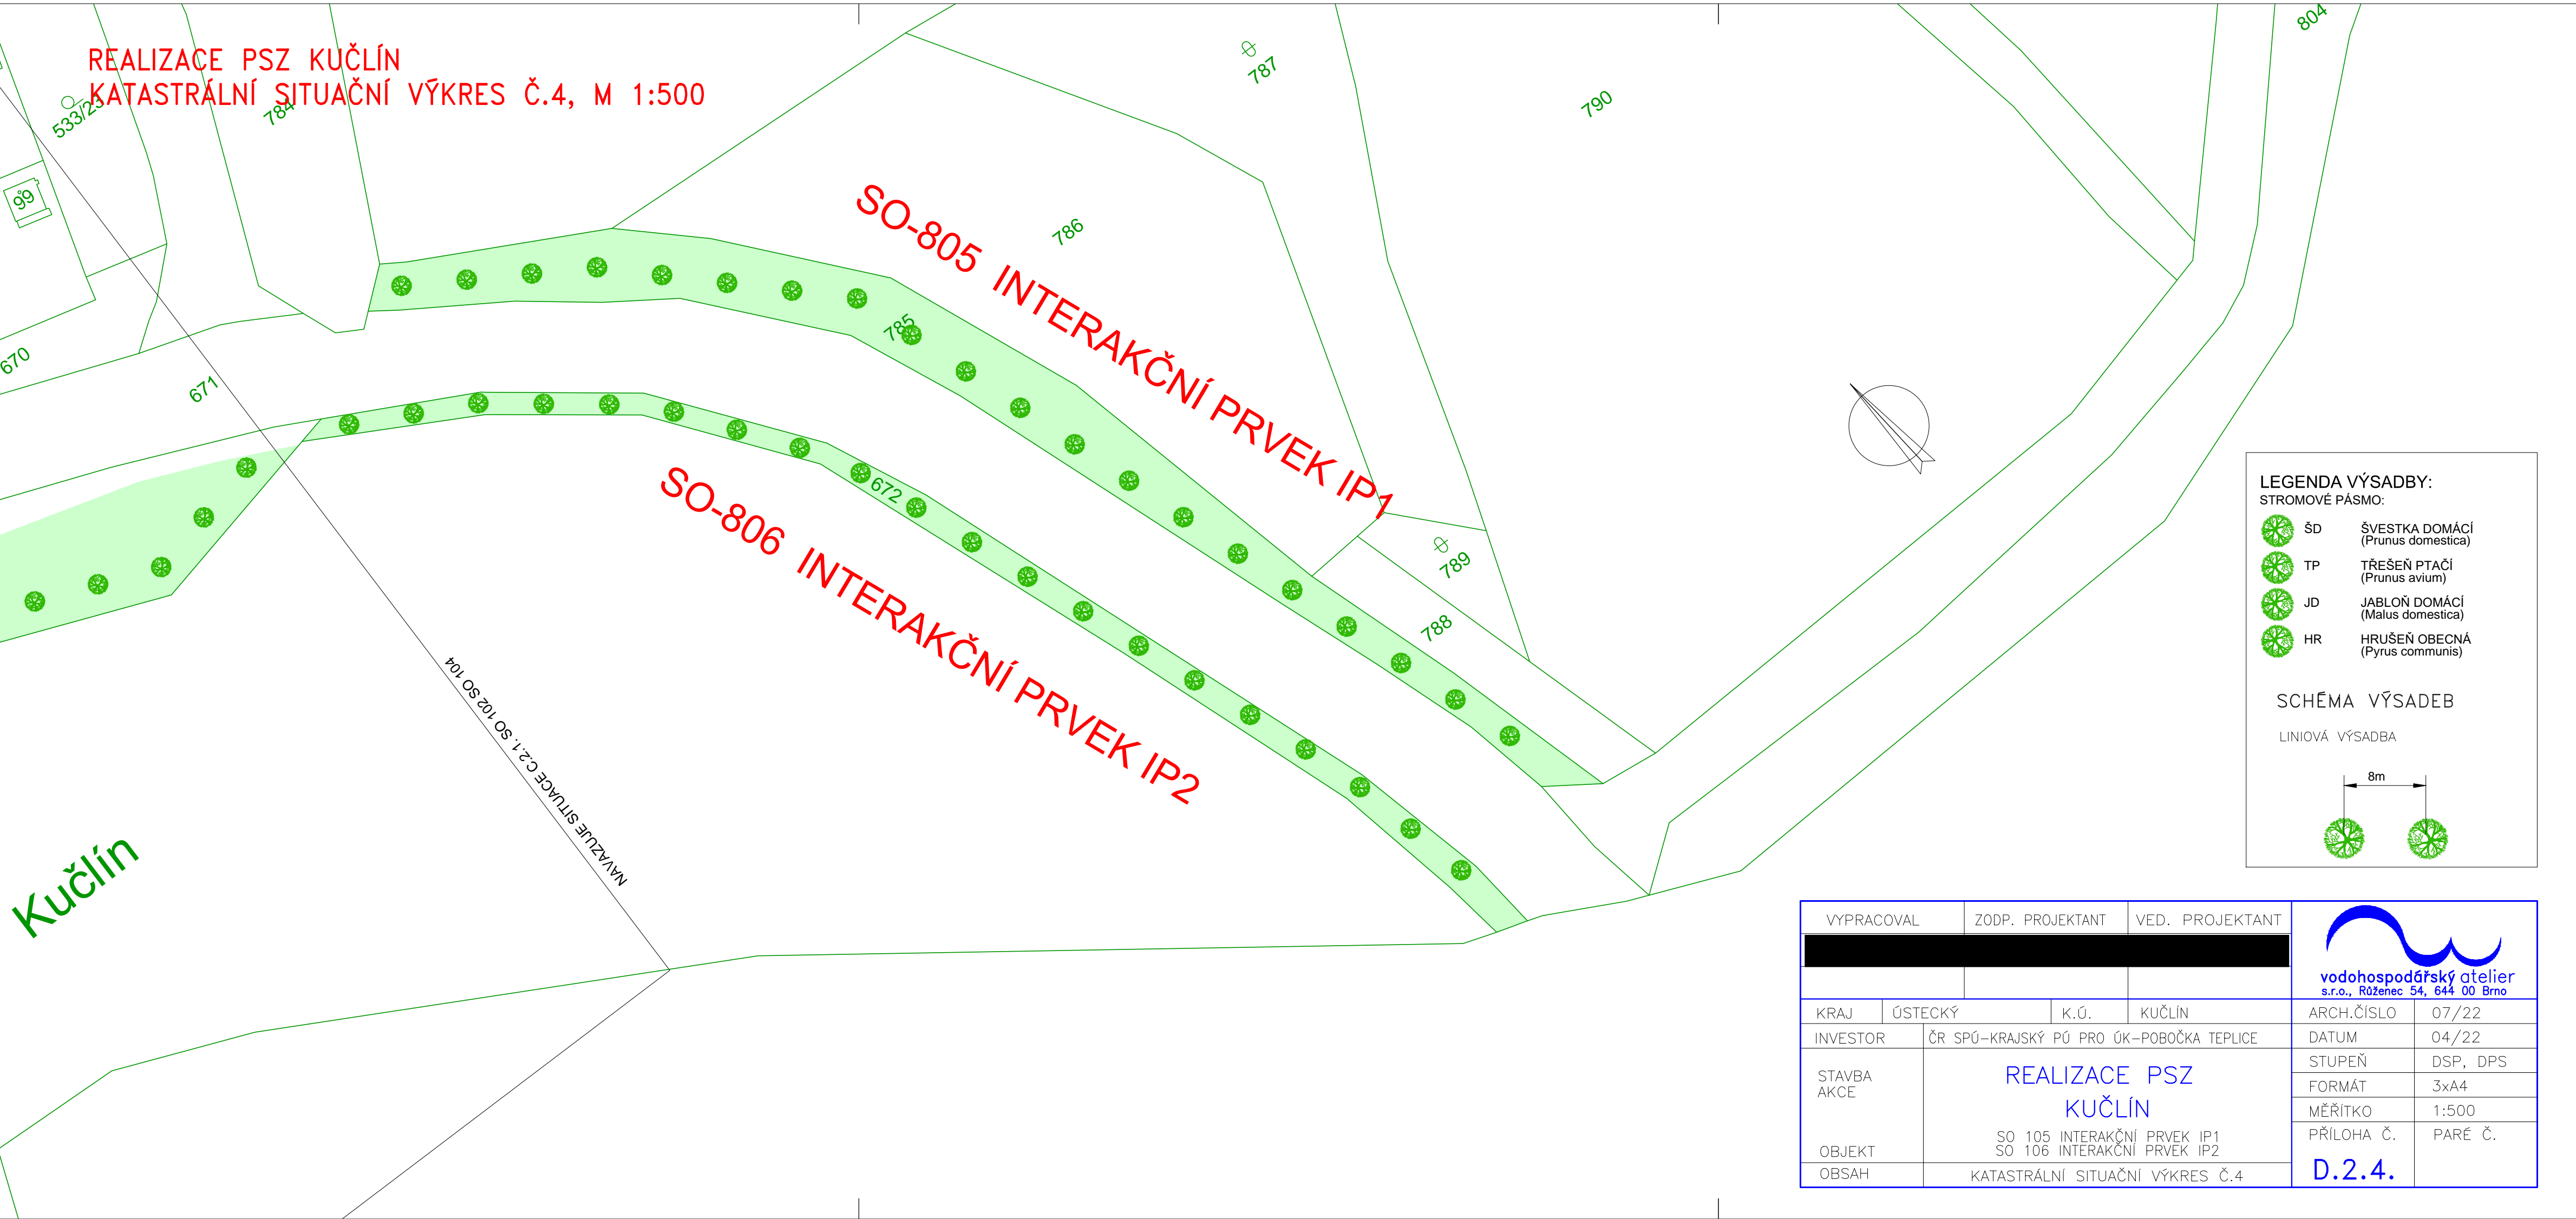 REALIZACE PSZ KUČLÍN
KATASTRÁLNÍ SITUAČNÍ VÝKRES Č.4, M 1:500
533/23
784
787
790
804
99
786
SO-805 INTERAKČNÍ PRVEK IP1
785
670
671
672
SO-806 INTERAKČNÍ PRVEK IP2
789
788
NAVAZUJE SITUACE C.2.1. SO 102 SO 104
Kučlín
LEGENDA VÝSADBY:
STROMOVÉ PÁSMO:
ŠD ŠVESTKA DOMÁCÍ
(Prunus domestica)
TP TŘEŠEŇ PTAČÍ
(Prunus avium)
JD JABLOŇ DOMÁCÍ
(Malus domestica)
HR HRUŠEŇ OBECNÁ
(Pyrus communis)
SCHÉMA VÝSADEB
LINIOVÁ VÝSADBA
8m
VYPRACOVAL ZODP. PROJEKTANT VED. PROJEKTANT
vodohospodářský atelier
s.r.o., Růženec 54, 644 00 Brno
KRAJ ÚSTECKÝ K.Ú. KUČLÍN
ARCH.ČÍSLO 07/22
INVESTOR ČR SPÚ-KRAJSKÝ PÚ PRO ÚK-POBOČKA TEPLICE
DATUM 04/22
STAVBA
AKCE
REALIZACE PSZ
KUČLÍN
STUPEŇ DSP, DPS
FORMÁT 3xA4
MĚŘÍTKO 1:500
OBJEKT
SO 105 INTERAKČNÍ PRVEK IP1
SO 106 INTERAKČNÍ PRVEK IP2
PŘÍLOHA Č. PARÉ Č.
D.2.4.
OBSAH KATASTRÁLNÍ SITUAČNÍ VÝKRES Č.4